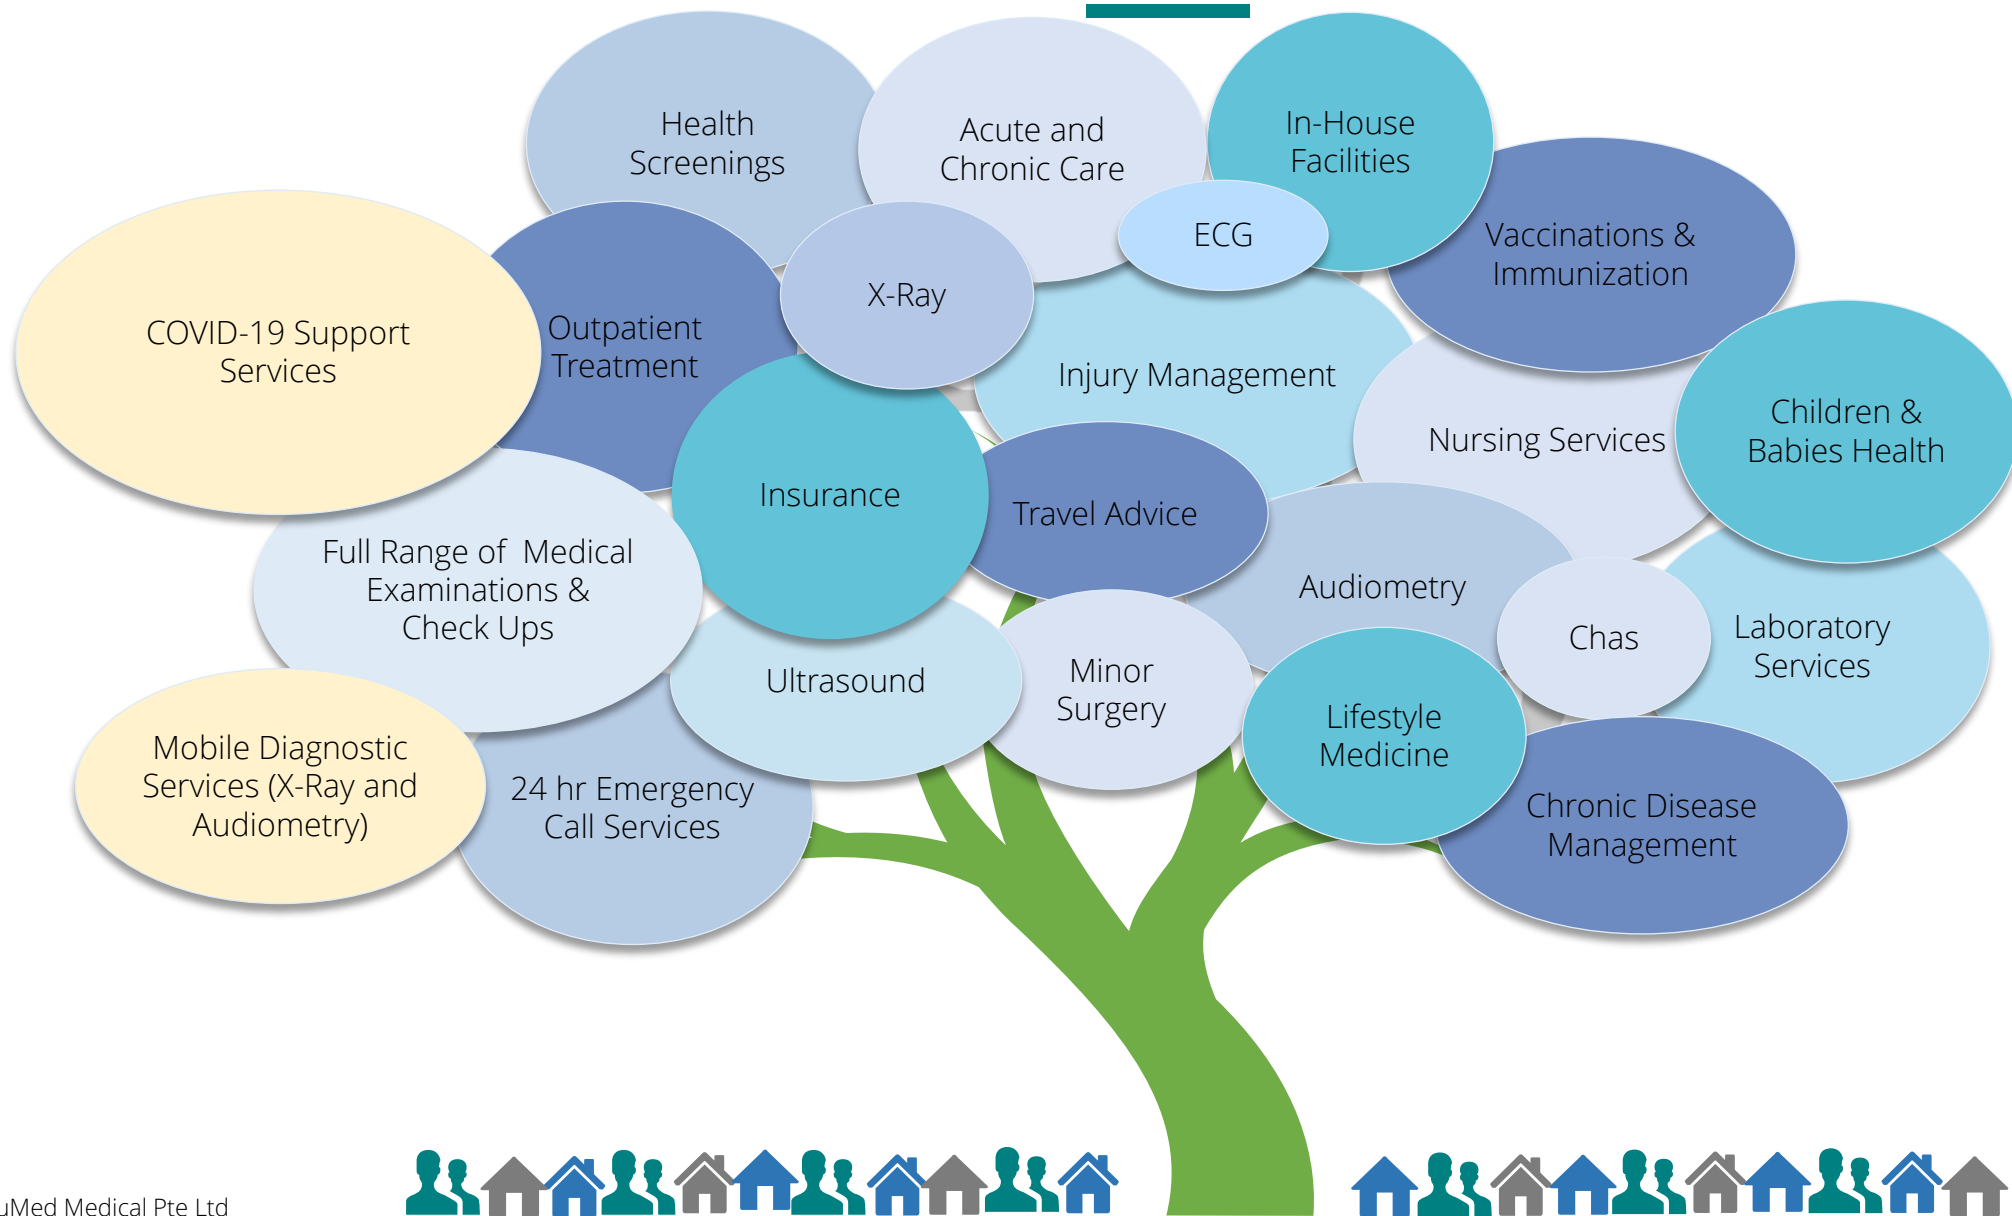 Health
Screenings
Acute and
Chronic Care
In-House
Facilities
ECG
Vaccinations &
Immunization
X-Ray
COVID-19 Support
Services
Outpatient
Treatment
Injury Management
Nursing Services
Children &
Babies Health
Insurance
Travel Advice
Full Range of  Medical
Examinations &
Check Ups
Audiometry
Chas
Laboratory
Services
Ultrasound
Minor
Surgery
Lifestyle
Medicine
Mobile Diagnostic
Services (X-Ray and
Audiometry)
24 hr Emergency
Call Services
Chronic Disease
Management
Medical Pte Ltd